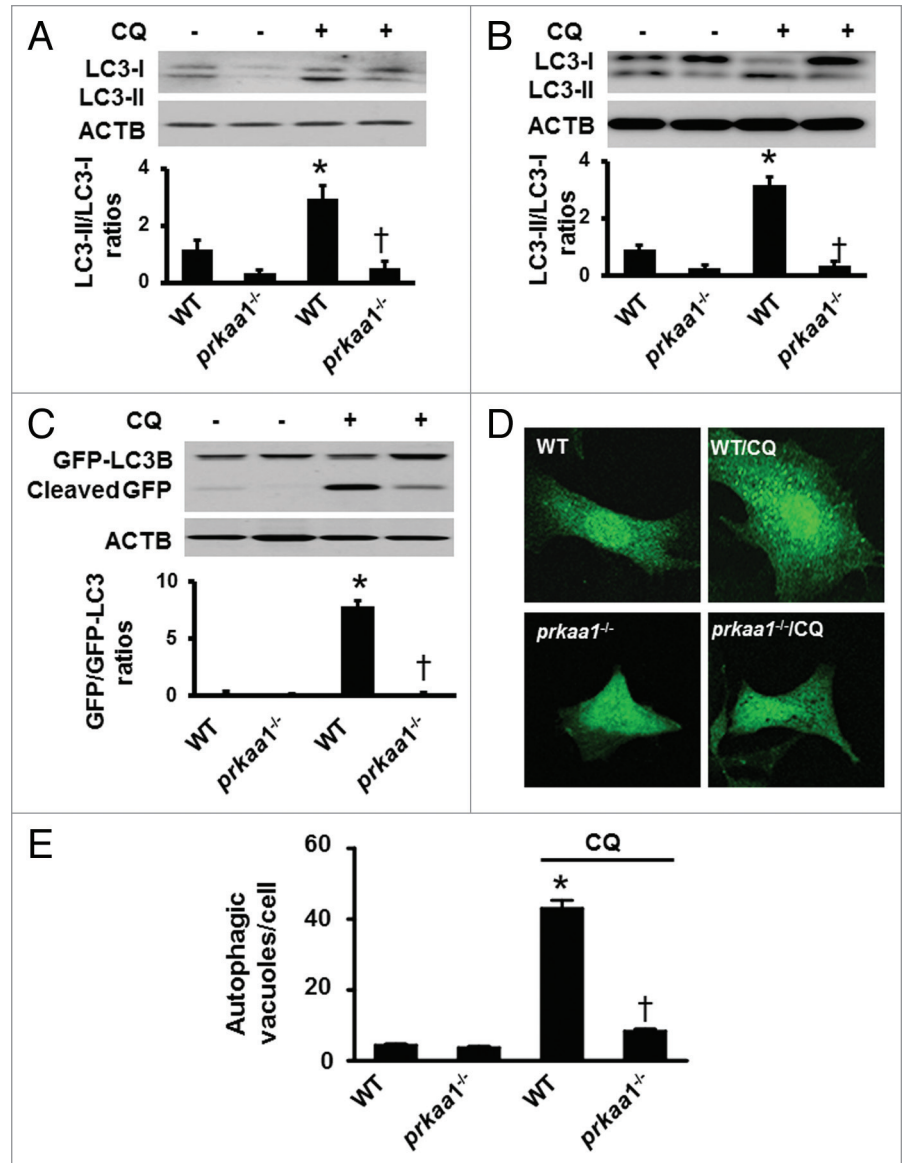 A
CQ - - + +
LC3-I
LC3-II
ACTB
4
2
0
LC3-II/LC3-I
ratios
*
†
WT
prkaa1-/-
WT
prkaa1-/-
B
CQ - - + +
LC3-I
LC3-II
ACTB
4
2
0
LC3-II/LC3-I
ratios
*
†
WT
prkaa1-/-
WT
prkaa1-/-
C
CQ - - + +
GFP-LC3B
Cleaved GFP
ACTB
10
5
0
GFP/GFP-LC3
ratios
*
†
WT
prkaa1-/-
WT
prkaa1-/-
D
WT
WT/CQ
prkaa1-/-
prkaa1-/-/CQ
E
60
40
20
0
Autophagic
vacuoles/cell
CQ
*
†
WT
prkaa1-/-
WT
prkaa1-/-